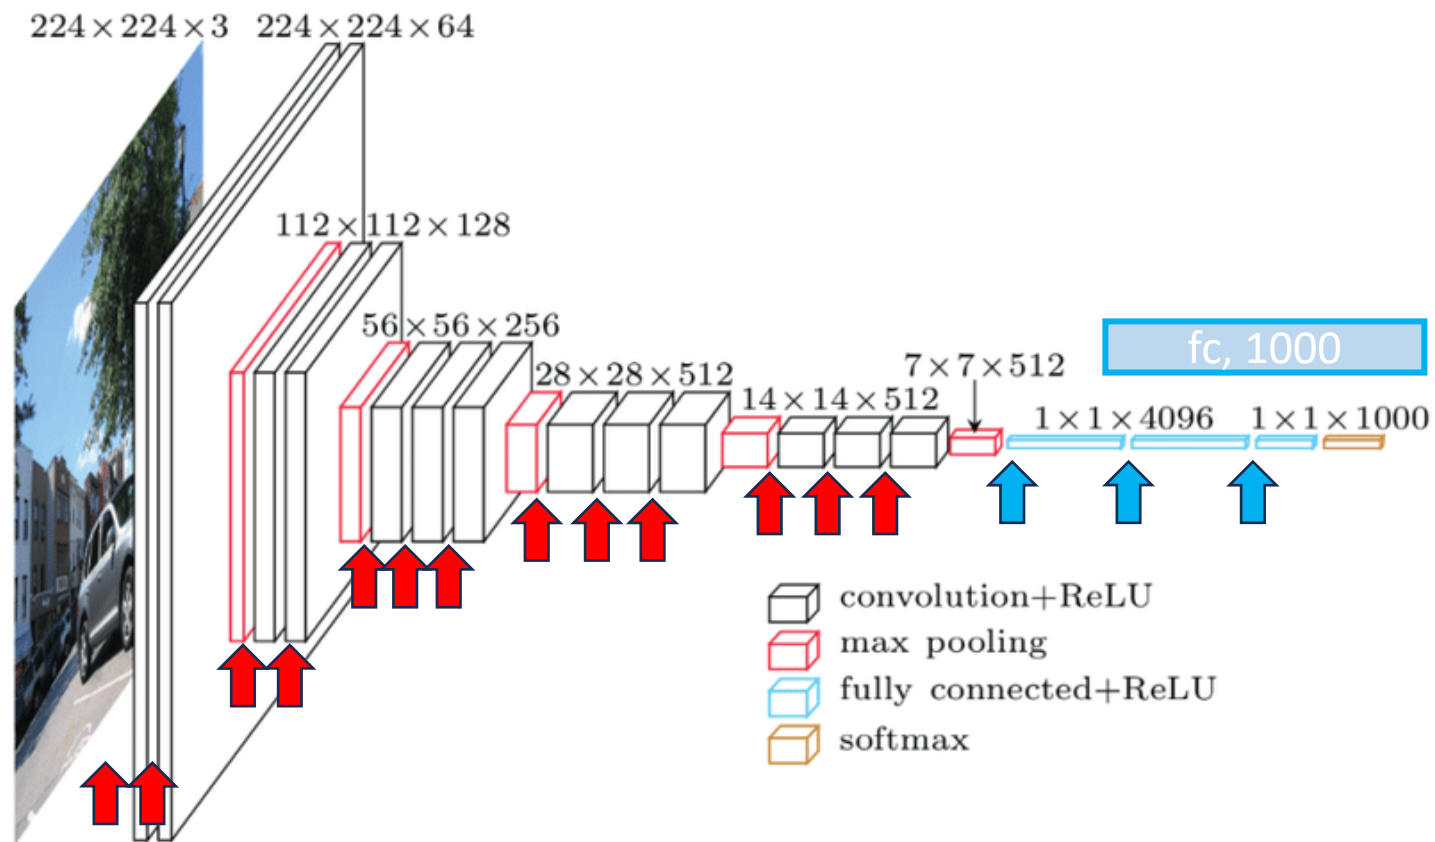 224×224×3
224×224×64
112×112×128
56×56×256
28×28×512
14×14×512
7×7×512
fc, 1000
1×1×4096
1×1×1000
convolution+ReLU
max pooling
fully connected+ReLU
softmax